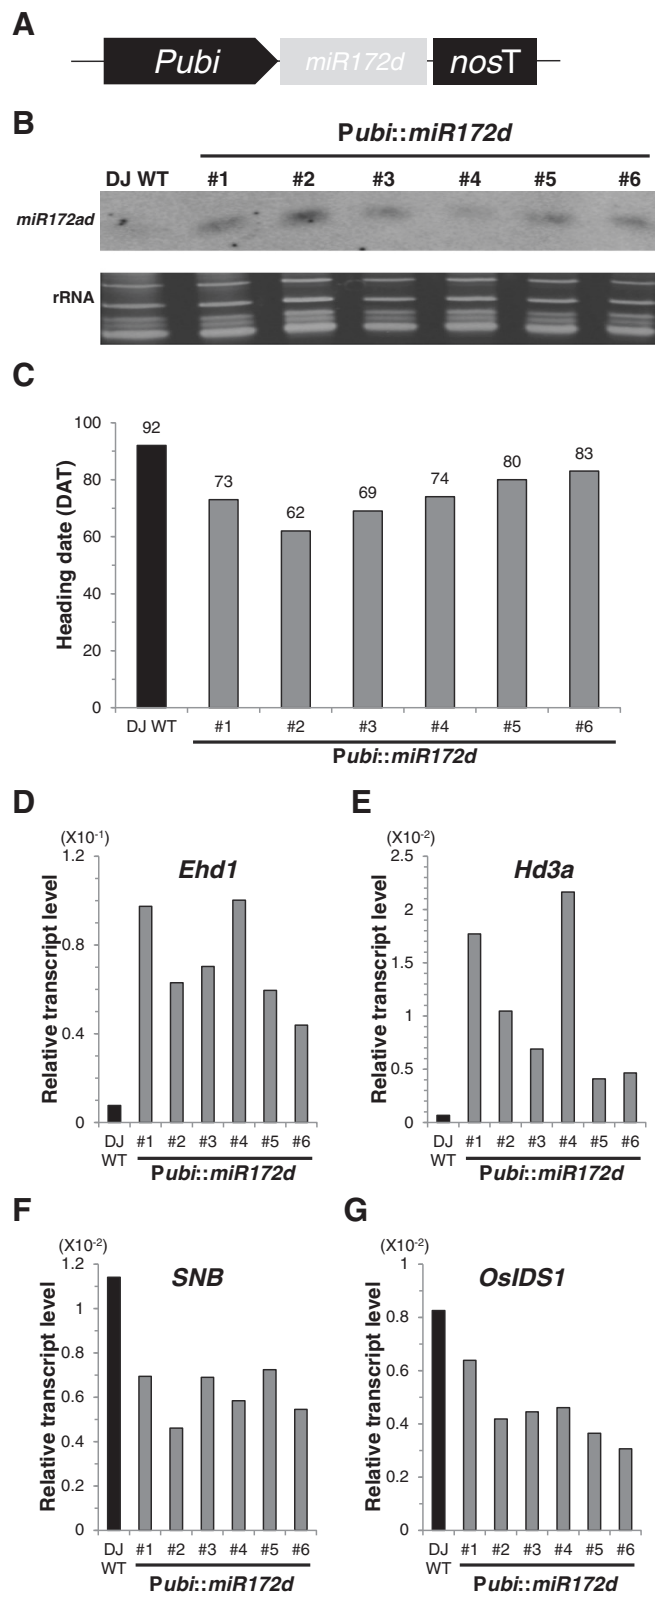 A
Pubi miR172d nosT
B
Pubi::miR172d
DJ WT #1 #2 #3 #4 #5 #6
miR172ad
rRNA
C
Heading date (DAT)
100
80
60
40
20
0
92 73 62 69 74 80 83
DJ WT #1 #2 #3 #4 #5 #6
Pubi::miR172d
D
(X10-1)
Ehd1
Relative transcript level
1.2
0.8
0.4
0
DJ WT #1 #2 #3 #4 #5 #6
Pubi::miR172d
E
(X10-2)
Hd3a
Relative transcript level
2.5
2
1.5
1
0.5
0
DJ WT #1 #2 #3 #4 #5 #6
Pubi::miR172d
F
(X10-2)
SNB
Relative transcript level
1.2
1
0.8
0.6
0.4
0.2
0
DJ WT #1 #2 #3 #4 #5 #6
Pubi::miR172d
G
(X10-2)
OsIDS1
Relative transcript level
1
0.8
0.6
0.4
0.2
0
DJ WT #1 #2 #3 #4 #5 #6
Pubi::miR172d